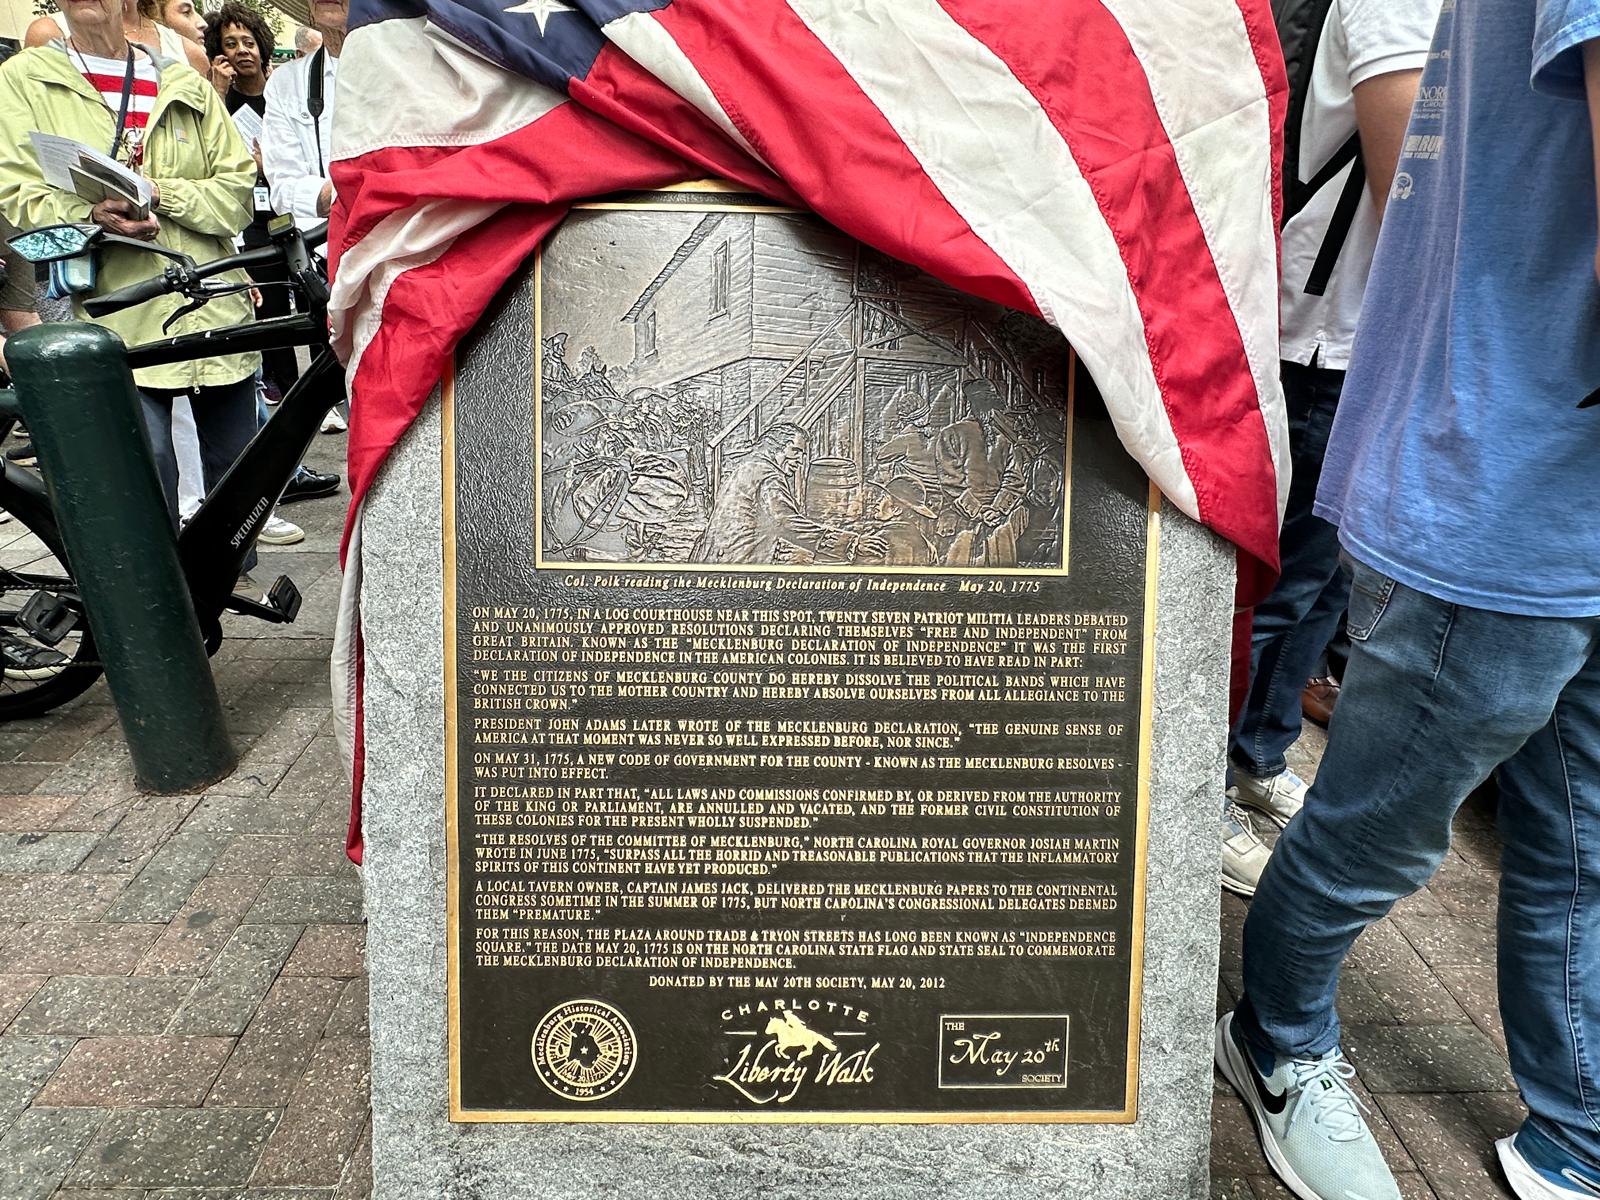 Col. Polk reading the Mecklenburg Declaration of Independence May 20, 1775
ON MAY 20, 1775, IN A LOG COURTHOUSE NEAR THIS SPOT, TWENTY SEVEN PATRIOT MILITIA LEADERS DEBATED
AND UNANIMOUSLY APPROVED RESOLUTIONS DECLARING THEMSELVES "FREE AND INDEPENDENT" FROM
GREAT BRITAIN. KNOWN AS THE "MECKLENBURG DECLARATION OF INDEPENDENCE" IT WAS THE FIRST
DECLARATION OF INDEPENDENCE IN THE AMERICAN COLONIES. IT IS BELIEVED TO HAVE READ IN PART:
"WE THE CITIZENS OF MECKLENBURG COUNTY DO HEREBY DISSOLVE THE POLITICAL BANDS WHICH HAVE
CONNECTED US TO THE MOTHER COUNTRY AND HEREBY ABSOLVE OURSELVES FROM ALL ALLEGIANCE TO THE
BRITISH CROWN."
PRESIDENT JOHN ADAMS LATER WROTE OF THE MECKLENBURG DECLARATION, "THE GENUINE SENSE OF
AMERICA AT THAT MOMENT WAS NEVER SO WELL EXPRESSED BEFORE, NOR SINCE."
ON MAY 31, 1775, A NEW CODE OF GOVERNMENT FOR THE COUNTY - KNOWN AS THE MECKLENBURG RESOLVES -
WAS PUT INTO EFFECT.
IT DECLARED IN PART THAT, "ALL LAWS AND COMMISSIONS CONFIRMED BY, OR DERIVED FROM THE AUTHORITY
OF THE KING OR PARLIAMENT, ARE ANNULLED AND VACATED, AND THE FORMER CIVIL CONSTITUTION OF
THESE COLONIES FOR THE PRESENT WHOLLY SUSPENDED."
"THE RESOLVES OF THE COMMITTEE OF MECKLENBURG," NORTH CAROLINA ROYAL GOVERNOR JOSIAH MARTIN
WROTE IN JUNE 1775, "SURPASS ALL THE HORRID AND TREASONABLE PUBLICATIONS THAT THE INFLAMMATORY
SPIRITS OF THIS CONTINENT HAVE YET PRODUCED."
A LOCAL TAVERN OWNER, CAPTAIN JAMES JACK, DELIVERED THE MECKLENBURG PAPERS TO THE CONTINENTAL
CONGRESS SOMETIME IN THE SUMMER OF 1775, BUT NORTH CAROLINA'S CONGRESSIONAL DELEGATES DEEMED
THEM "PREMATURE."
FOR THIS REASON, THE PLAZA AROUND TRADE & TRYON STREETS HAS LONG BEEN KNOWN AS "INDEPENDENCE
SQUARE." THE DATE MAY 20, 1775 IS ON THE NORTH CAROLINA STATE FLAG AND STATE SEAL TO COMMEMORATE
THE MECKLENBURG DECLARATION OF INDEPENDENCE.
DONATED BY THE MAY 20TH SOCIETY, MAY 20, 2012
Mecklenburg Historical Association
May 20, 1775
1954
CHARLOTTE
Liberty Walk
THE
May 20th
SOCIETY
SPECIALIZED